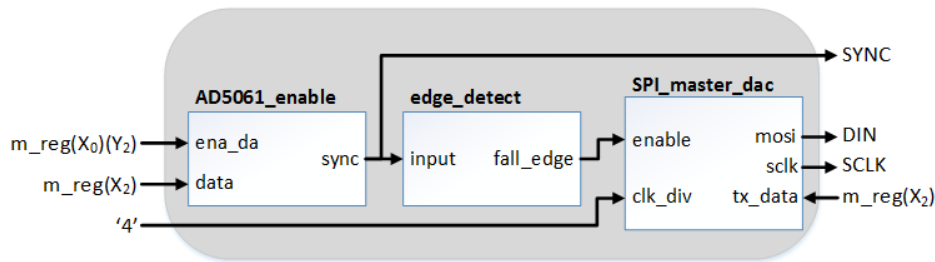 SYNC
AD5061_enable
edge_detect
SPI_master_dac
m_reg(X₀)(Y₂)
ena_da
sync
input
fall_edge
enable
mosi
DIN
sclk
SCLK
m_reg(X₂)
data
clk_div
tx_data
m_reg(X₂)
‘4’